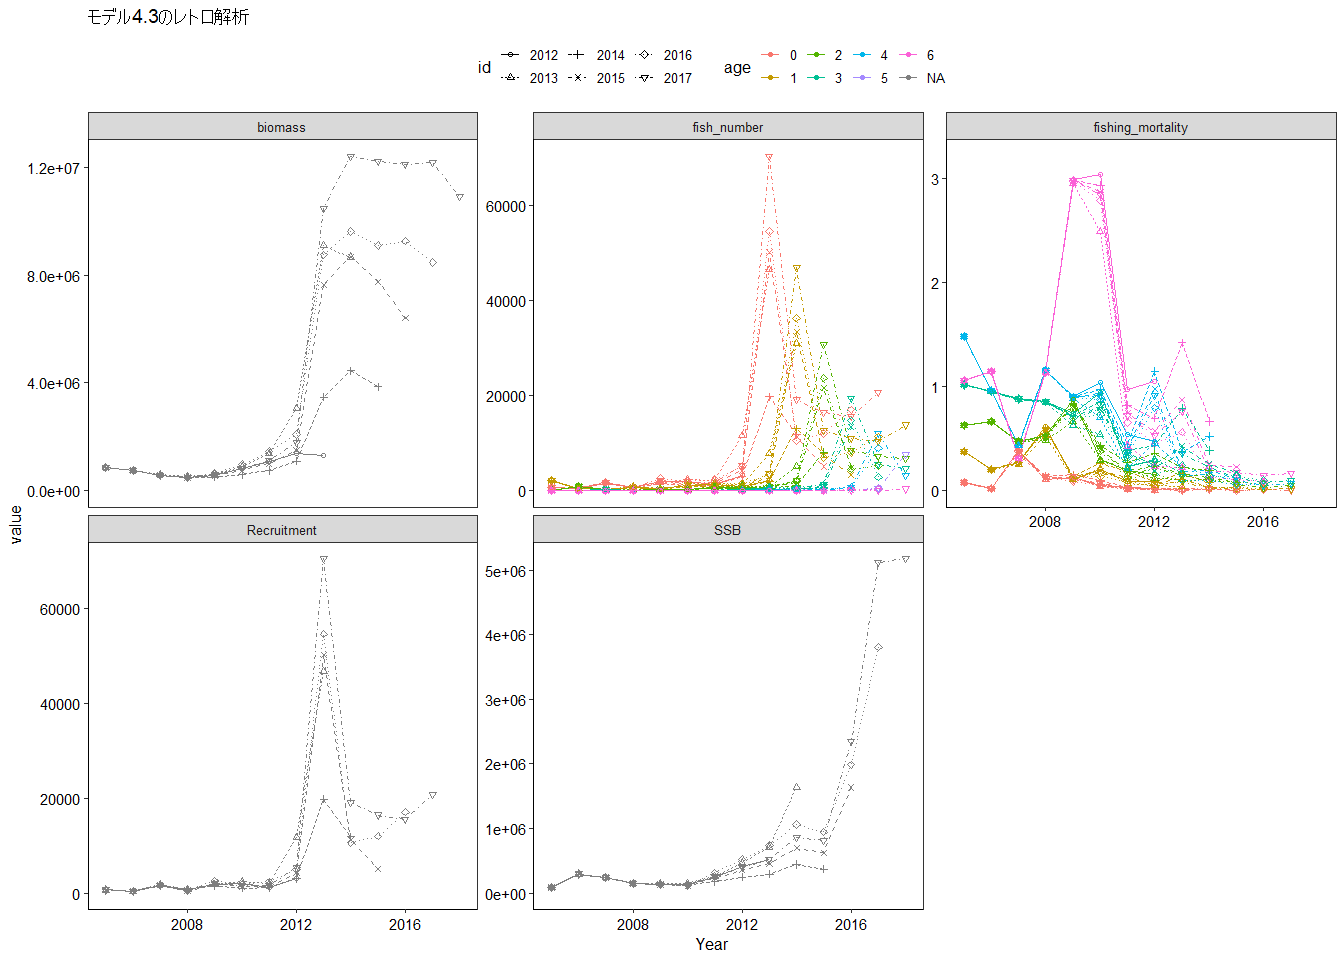 モデル4.3のレトロ解析
id 2012 2014 2016 age 0 2 4 6
2013 2015 2017 1 3 5 NA
biomass fish_number fishing_mortality
1.2e+07
8.0e+06
4.0e+06
0.0e+00
60000
40000
20000
0
3
2
1
0
2008 2012 2016
value
Recruitment SSB
60000
40000
20000
0e+00
5e+06
4e+06
3e+06
2e+06
1e+06
0e+00
2008 2012 2016
2008 2012 2016
Year